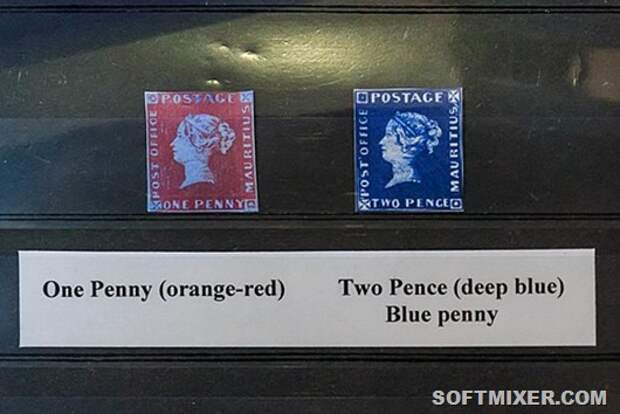 POSTAGE
POST OFFICE
MAURITIUS
ONE PENNY
POSTAGE
POST OFFICE
MAURITIUS
TWO PENCE
One Penny (orange-red)
Two Pence (deep blue)
Blue penny
SOFTMIXER.COM